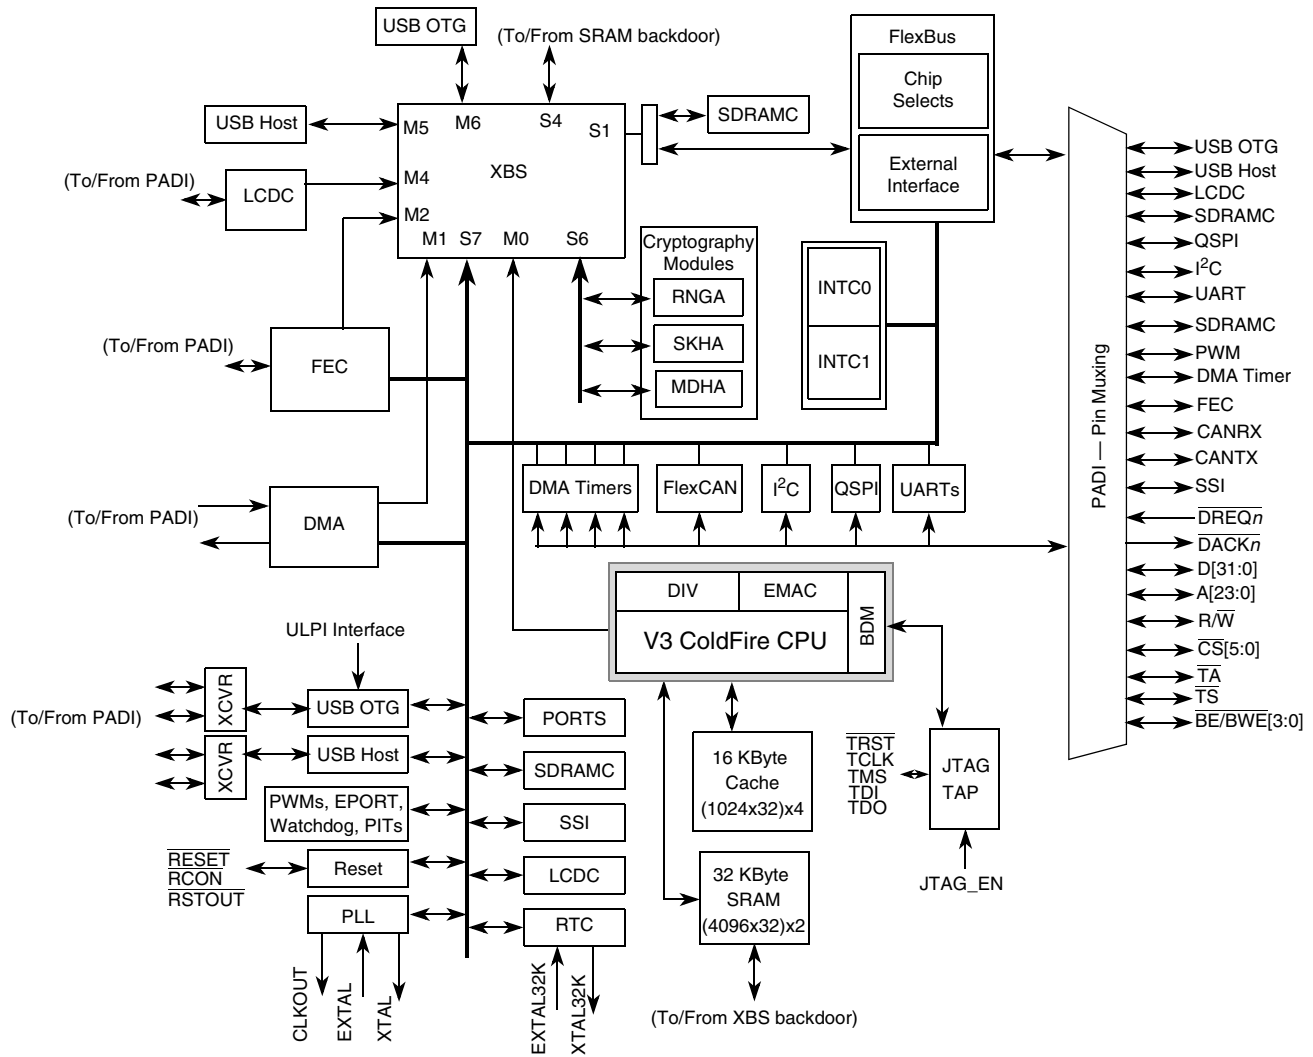 USB OTG
(To/From SRAM backdoor)
FlexBus
Chip
Selects
External
Interface
USB Host
SDRAMC
M5
M6
S4
S1
XBS
(To/From PADI)
LCDC
M4
M2
M1
S7
M0
S6
Cryptography
Modules
RNGA
SKHA
MDHA
INTC0
INTC1
(To/From PADI)
FEC
DMA Timers
FlexCAN
I²C
QSPI
UARTs
(To/From PADI)
DMA
DIV
EMAC
V3 ColdFire CPU
BDM
ULPI Interface
XCVR
USB OTG
(To/From PADI)
XCVR
USB Host
PWMs, EPORT,
Watchdog, PITs
RESET
RCON
RSTOUT
Reset
PLL
CLKOUT
EXTAL
XTAL
PORTS
SDRAMC
SSI
LCDC
RTC
EXTAL32K
XTAL32K
16 KByte
Cache
(1024x32)x4
32 KByte
SRAM
(4096x32)x2
(To/From XBS backdoor)
TRST
TCLK
TMS
TDI
TDO
JTAG
TAP
JTAG_EN
PADI — Pin Muxing
USB OTG
USB Host
LCDC
SDRAMC
QSPI
I²C
UART
SDRAMC
PWM
DMA Timer
FEC
CANRX
CANTX
SSI
DREQn
DACKn
D[31:0]
A[23:0]
R/W
CS[5:0]
TA
TS
BE/BWE[3:0]